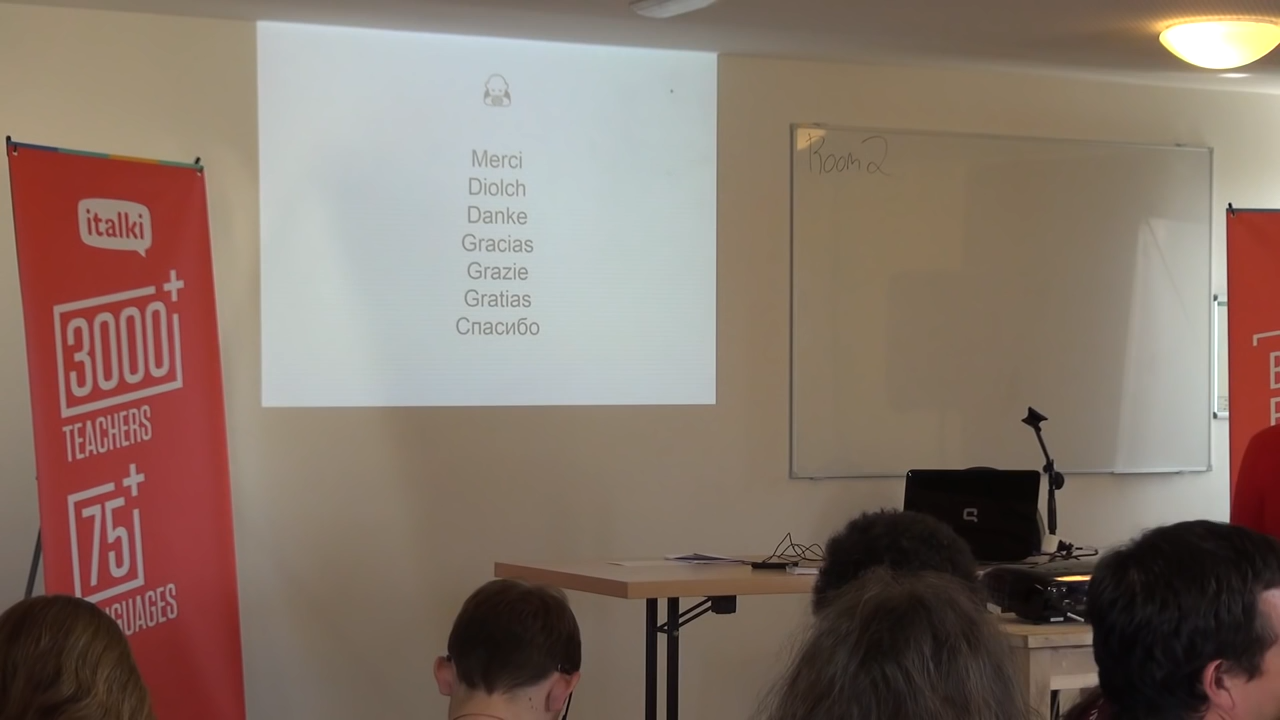 italki
3000+
TEACHERS
75+
GUAGES
Merci
Diolch
Danke
Gracias
Grazie
Gratias
Спасибо
Room 2